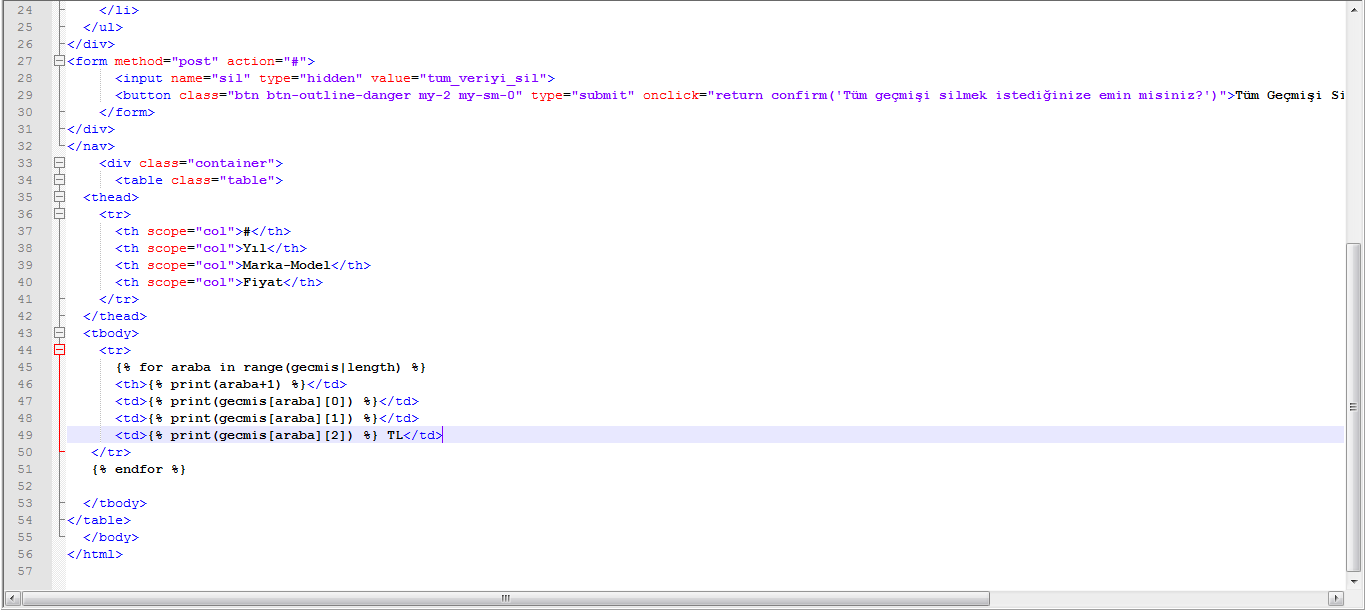 24 </li>
25 </ul>
26 </div>
27 <form method="post" action="#">
28 <input name="sil" type="hidden" value="tum_veriyi_sil">
29 <button class="btn btn-outline-danger my-2 my-sm-0" type="submit" onclick="return confirm('Tüm geçmişi silmek istediğinize emin misiniz?')">Tüm Geçmişi Si
30 </form>
31 </div>
32 </nav>
33 <div class="container">
34 <table class="table">
35 <thead>
36 <tr>
37 <th scope="col">#</th>
38 <th scope="col">Yıl</th>
39 <th scope="col">Marka-Model</th>
40 <th scope="col">Fiyat</th>
41 </tr>
42 </thead>
43 <tbody>
44 <tr>
45 {% for araba in range(gecmis|length) %}
46 <th>{% print(araba+1) %}</td>
47 <td>{% print(gecmis[araba][0]) %}</td>
48 <td>{% print(gecmis[araba][1]) %}</td>
49 <td>{% print(gecmis[araba][2]) %} TL</td>
50 </tr>
51 {% endfor %}
52
53 </tbody>
54 </table>
55 </body>
56 </html>
57